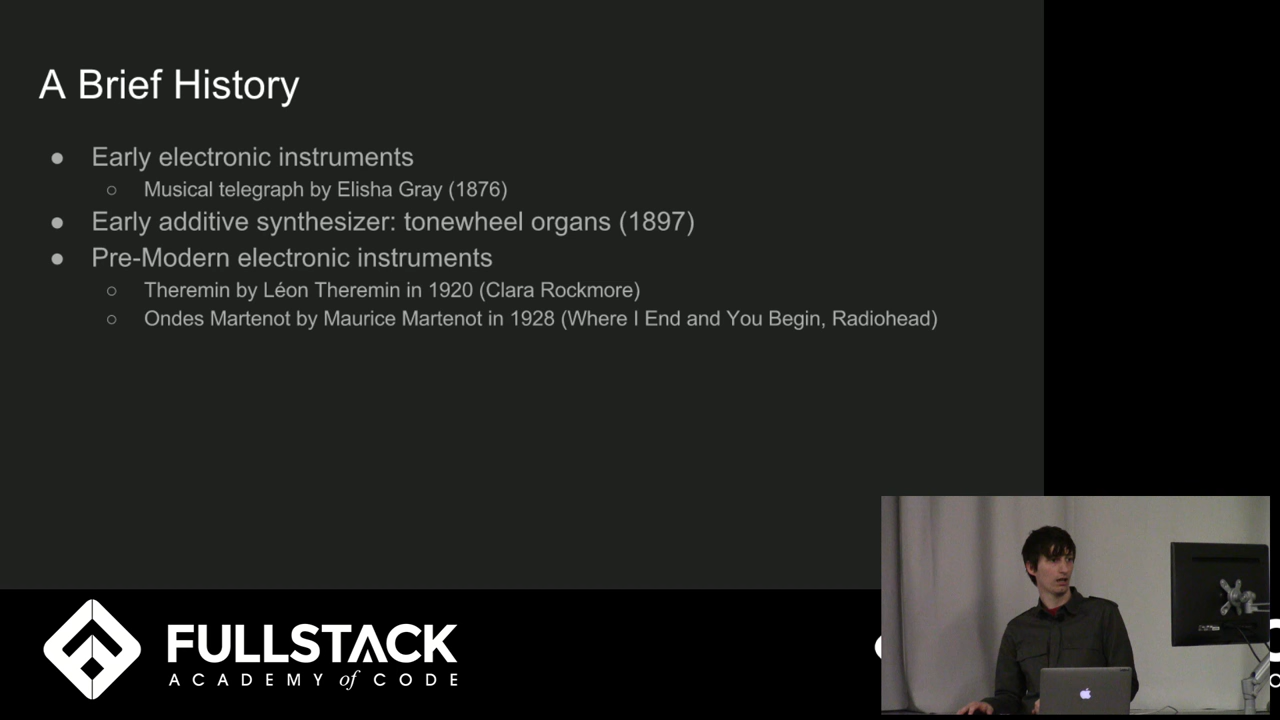 A Brief History
● Early electronic instruments
○ Musical telegraph by Elisha Gray (1876)
● Early additive synthesizer: tonewheel organs (1897)
● Pre-Modern electronic instruments
○ Theremin by Léon Theremin in 1920 (Clara Rockmore)
○ Ondes Martenot by Maurice Martenot in 1928 (Where I End and You Begin, Radiohead)
FULLSTACK
ACADEMY of CODE